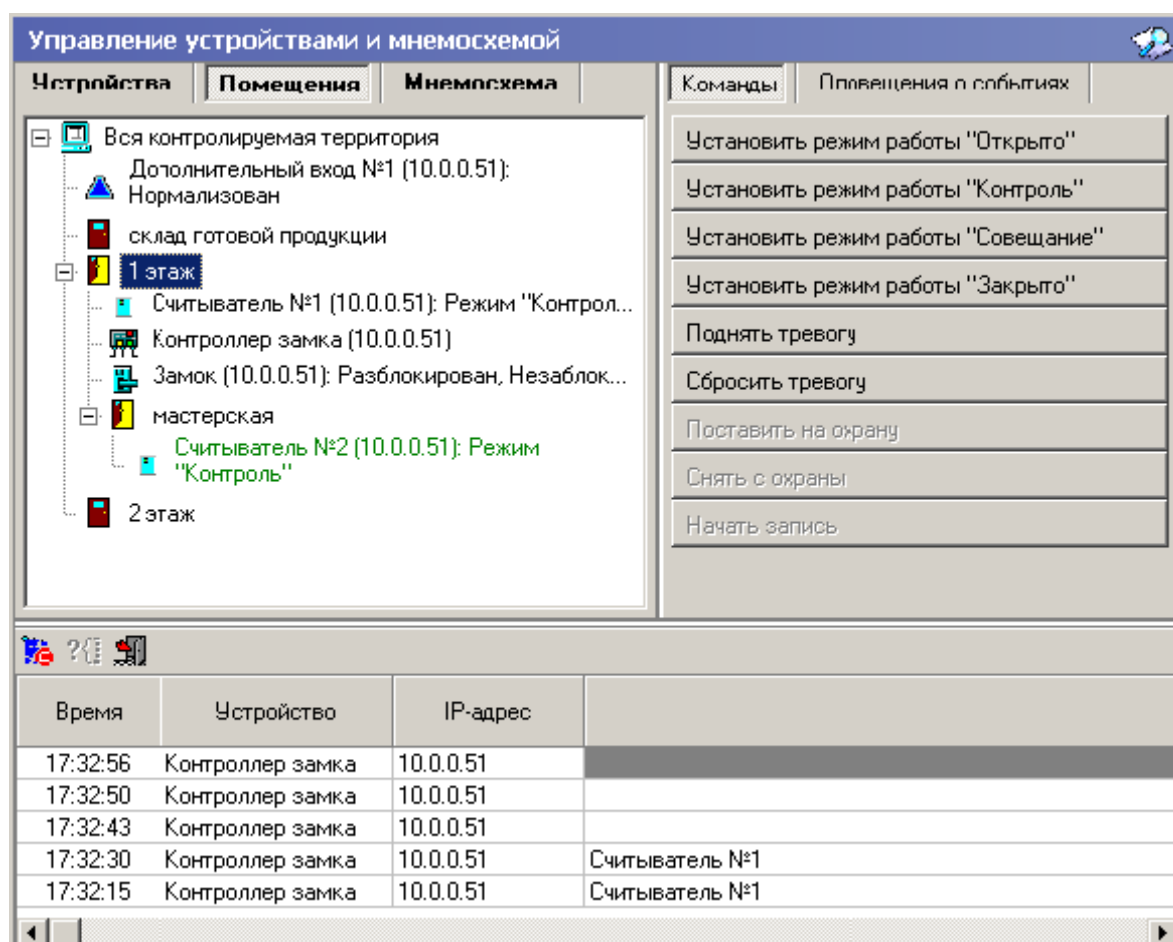 Управление устройствами и мнемосхемой
Устройства Помещения Мнемосхема
Команды Оповещения о событиях
Вся контролируемая территория
Дополнительный вход №1 (10.0.0.51):
Нормализован
склад готовой продукции
1 этаж
Считыватель №1 (10.0.0.51): Режим "Контрол...
Контроллер замка (10.0.0.51)
Замок (10.0.0.51): Разблокирован, Незаблок...
мастерская
Считыватель №2 (10.0.0.51): Режим
"Контроль"
2 этаж
Установить режим работы "Открыто"
Установить режим работы "Контроль"
Установить режим работы "Совещание"
Установить режим работы "Закрыто"
Поднять тревогу
Сбросить тревогу
Поставить на охрану
Снять с охраны
Начать запись
Время Устройство IP-адрес
17:32:56 Контроллер замка 10.0.0.51
17:32:50 Контроллер замка 10.0.0.51
17:32:43 Контроллер замка 10.0.0.51
17:32:30 Контроллер замка 10.0.0.51 Считыватель №1
17:32:15 Контроллер замка 10.0.0.51 Считыватель №1